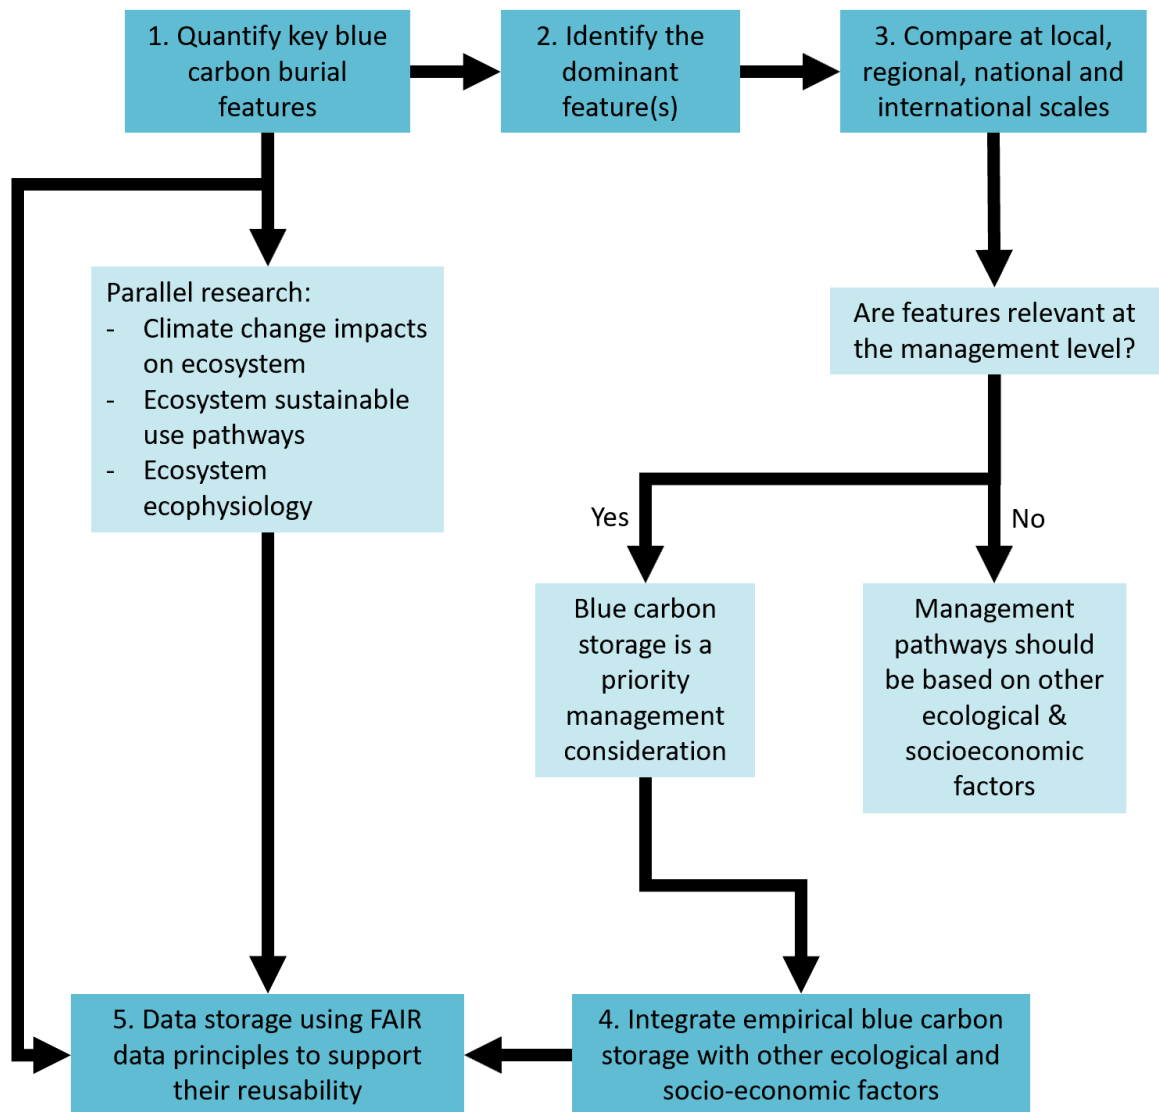 1. Quantify key blue
carbon burial
features
2. Identify the
dominant
feature(s)
3. Compare at local,
regional, national and
international scales
Parallel research:
- Climate change impacts
on ecosystem
- Ecosystem sustainable
use pathways
- Ecosystem
ecophysiology
Are features relevant at
the management level?
Yes
No
Blue carbon
storage is a
priority
management
consideration
Management
pathways should
be based on other
ecological &
socioeconomic
factors
5. Data storage using FAIR
data principles to support
their reusability
4. Integrate empirical blue carbon
storage with other ecological and
socio-economic factors